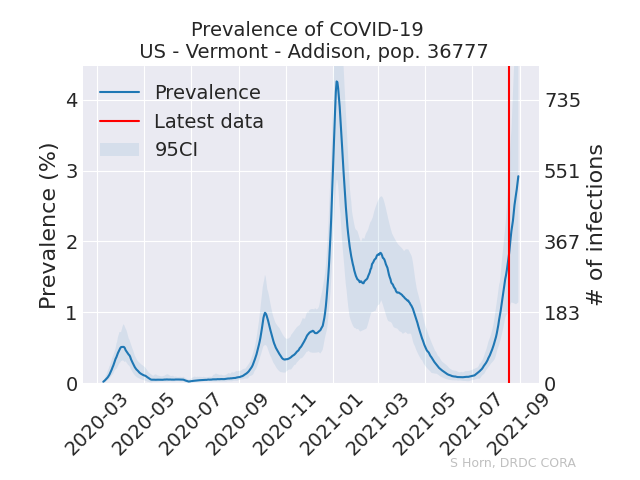 Prevalence of COVID-19
US - Vermont - Addison, pop. 36777
Prevalence
Latest data
95CI
Prevalence (%)
4
3
2
1
0
# of infections
735
551
367
183
0
2020-03
2020-05
2020-07
2020-09
2020-11
2021-01
2021-03
2021-05
2021-07
2021-09
S Horn, DRDC CORA